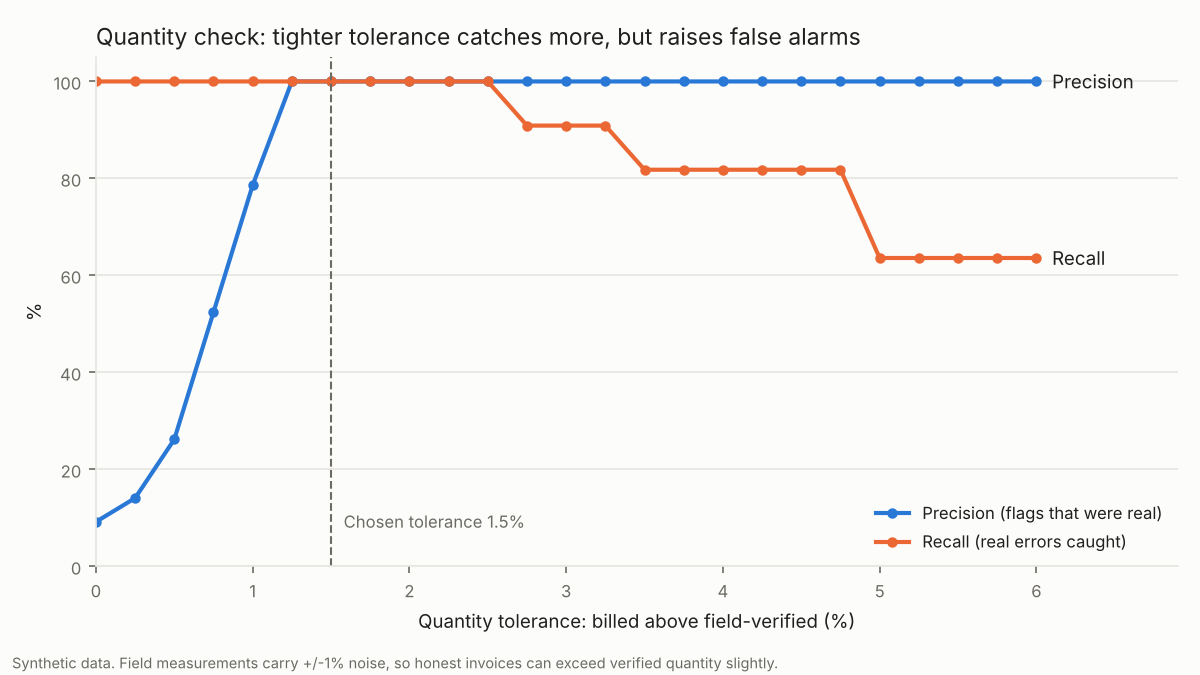 Quantity check: tighter tolerance catches more, but raises false alarms
100
80
60
40
20
0
%
Precision
Recall
Chosen tolerance 1.5%
Precision (flags that were real)
Recall (real errors caught)
0 1 2 3 4 5 6
Quantity tolerance: billed above field-verified (%)
Synthetic data. Field measurements carry +/-1% noise, so honest invoices can exceed verified quantity slightly.